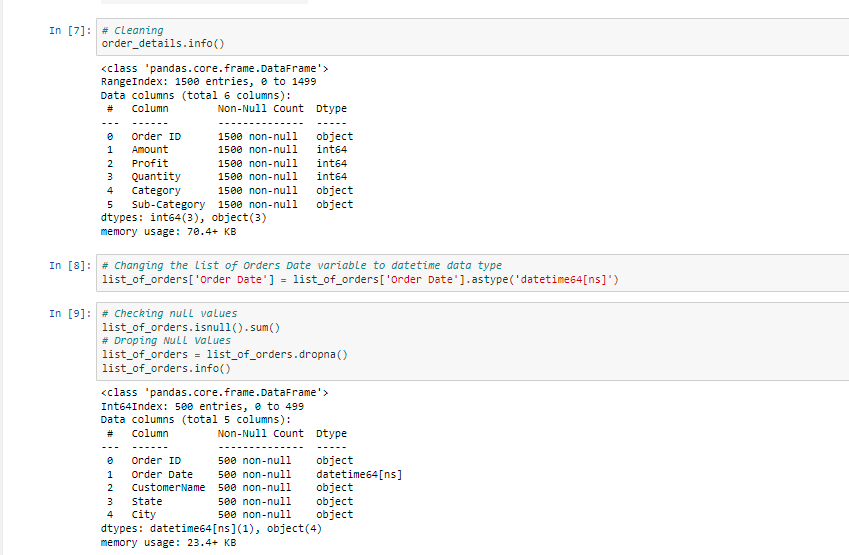 In [7]: # Cleaning
order_details.info()
<class 'pandas.core.frame.DataFrame'>
RangeIndex: 1500 entries, 0 to 1499
Data columns (total 6 columns):
 #   Column        Non-Null Count  Dtype
---  ------        --------------  -----
 0   Order ID      1500 non-null   object
 1   Amount        1500 non-null   int64
 2   Profit        1500 non-null   int64
 3   Quantity      1500 non-null   int64
 4   Category      1500 non-null   object
 5   Sub-Category  1500 non-null   object
dtypes: int64(3), object(3)
memory usage: 70.4+ KB
In [8]: # Changing the list of Orders Date variable to datetime data type
list_of_orders['Order Date'] = list_of_orders['Order Date'].astype('datetime64[ns]')
In [9]: # Checking null values
list_of_orders.isnull().sum()
# Droping Null Values
list_of_orders = list_of_orders.dropna()
list_of_orders.info()
<class 'pandas.core.frame.DataFrame'>
Int64Index: 500 entries, 0 to 499
Data columns (total 5 columns):
 #   Column        Non-Null Count  Dtype
---  ------        --------------  -----
 0   Order ID      500 non-null    object
 1   Order Date    500 non-null    datetime64[ns]
 2   CustomerName  500 non-null    object
 3   State         500 non-null    object
 4   City          500 non-null    object
dtypes: datetime64[ns](1), object(4)
memory usage: 23.4+ KB